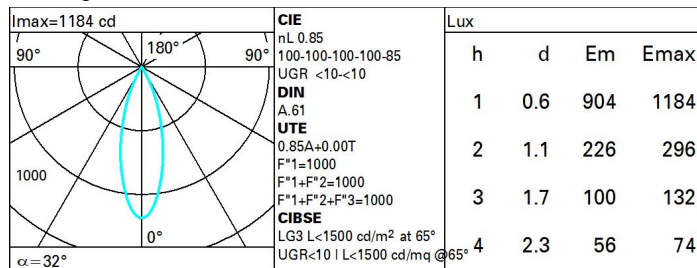 Imax=1184 cd
90°
180°
90°
1000
0°
α=32°
CIE
nL 0.85
100-100-100-100-85
UGR <10-<10
DIN
A.61
UTE
0.85A+0.00T
F"1=1000
F"1+F"2=1000
F"1+F"2+F"3=1000
CIBSE
LG3 L<1500 cd/m² at 65°
UGR<10 | L<1500 cd/mq @65°
Lux
h d Em Emax
1 0.6 904 1184
2 1.1 226 296
3 1.7 100 132
4 2.3 56 74